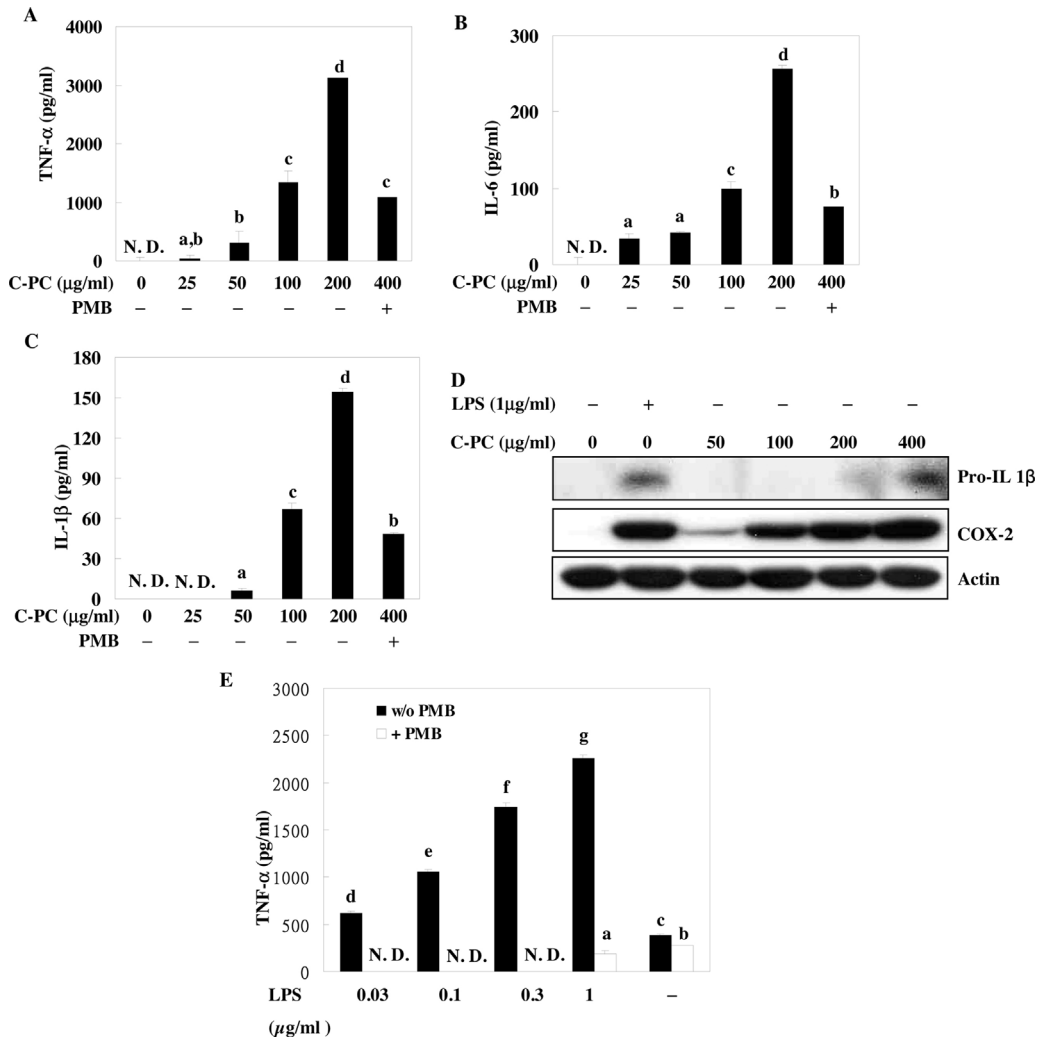 A
TNF-α (pg/ml)
4000
3000
2000
1000
0
N. D.
a,b
b
c
d
c
C-PC (μg/ml) 0 25 50 100 200 400
PMB – – – – – +
B
IL-6 (pg/ml)
300
200
100
0
N. D.
a
a
c
d
b
C-PC (μg/ml) 0 25 50 100 200 400
PMB – – – – – +
C
IL-1β (pg/ml)
180
150
120
90
60
30
0
N. D. N. D.
a
c
d
b
C-PC (μg/ml) 0 25 50 100 200 400
PMB – – – – – +
D
LPS (1μg/ml) – + – – – –
C-PC (μg/ml) 0 0 50 100 200 400
Pro-IL 1β
COX-2
Actin
E
TNF-α (pg/ml)
3000
2500
2000
1500
1000
500
0
w/o PMB
+ PMB
d
N. D.
e
N. D.
f
N. D.
g
a
c
b
LPS 0.03 0.1 0.3 1 –
(μg/ml )